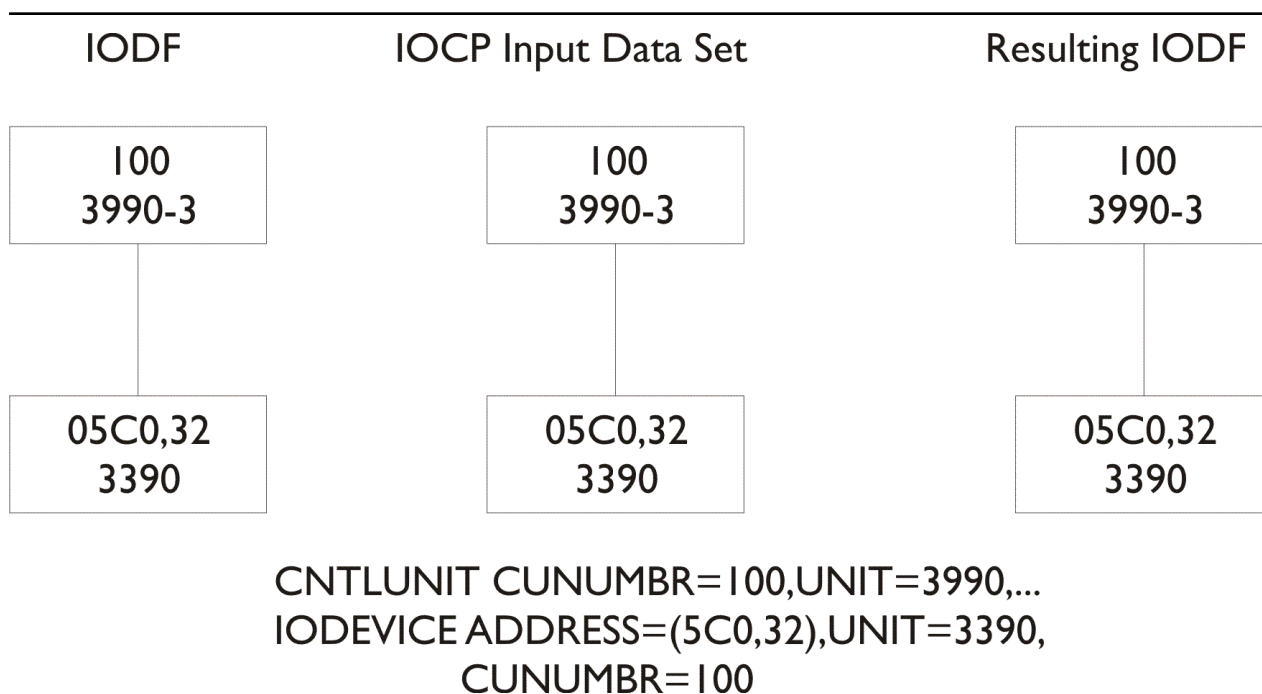 IODF IOCP Input Data Set Resulting IODF
100 100 100
3990-3 3990-3 3990-3
05C0,32 05C0,32 05C0,32
3390 3390 3390
CNTLUNIT CUNUMBR=100,UNIT=3990,...
IODEVICE ADDRESS=(5C0,32),UNIT=3390,
CUNUMBR=100